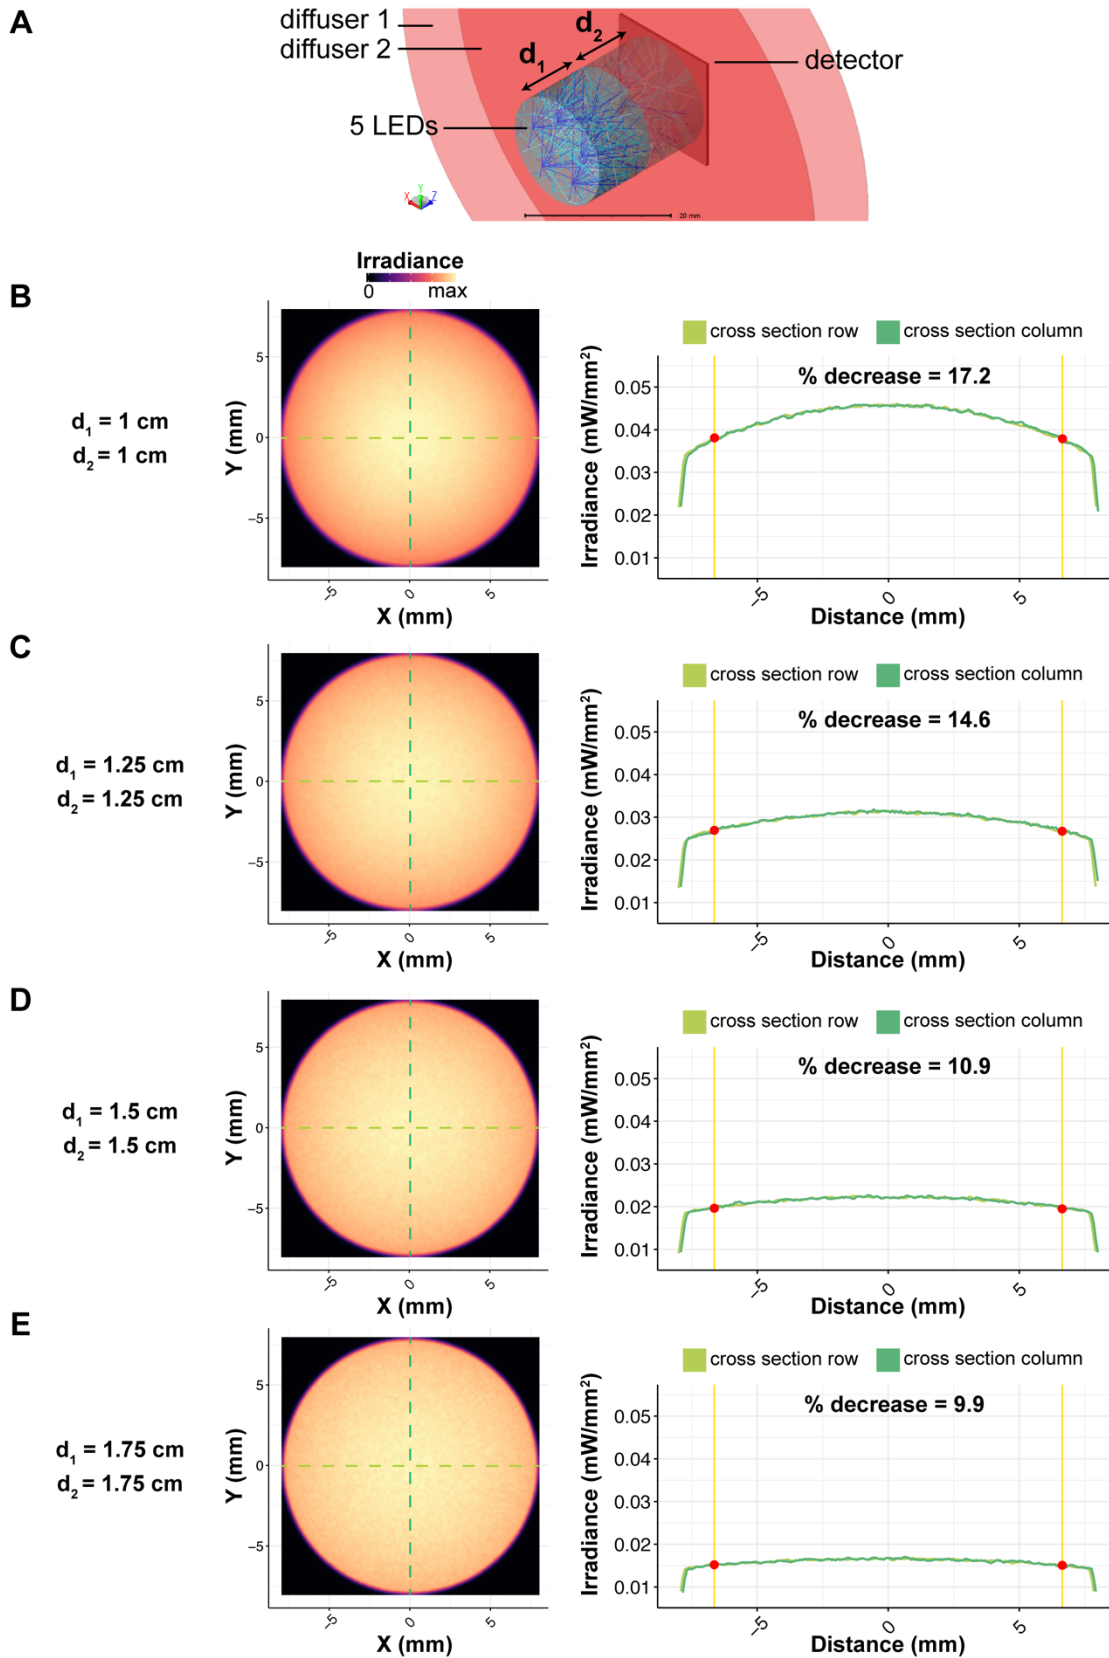 A
diffuser 1
diffuser 2
d1
d2
detector
5 LEDs
X
Y
Z
20 mm
Irradiance
0 max
B
d1 = 1 cm
d2 = 1 cm
Y (mm)
5
0
−5
−5 0 5
X (mm)
cross section row cross section column
% decrease = 17.2
Irradiance (mW/mm²)
0.05
0.04
0.03
0.02
0.01
−5 0 5
Distance (mm)
C
d1 = 1.25 cm
d2 = 1.25 cm
Y (mm)
5
0
−5
−5 0 5
X (mm)
cross section row cross section column
% decrease = 14.6
Irradiance (mW/mm²)
0.05
0.04
0.03
0.02
0.01
−5 0 5
Distance (mm)
D
d1 = 1.5 cm
d2 = 1.5 cm
Y (mm)
5
0
−5
−5 0 5
X (mm)
cross section row cross section column
% decrease = 10.9
Irradiance (mW/mm²)
0.05
0.04
0.03
0.02
0.01
−5 0 5
Distance (mm)
E
d1 = 1.75 cm
d2 = 1.75 cm
Y (mm)
5
0
−5
−5 0 5
X (mm)
cross section row cross section column
% decrease = 9.9
Irradiance (mW/mm²)
0.05
0.04
0.03
0.02
0.01
−5 0 5
Distance (mm)